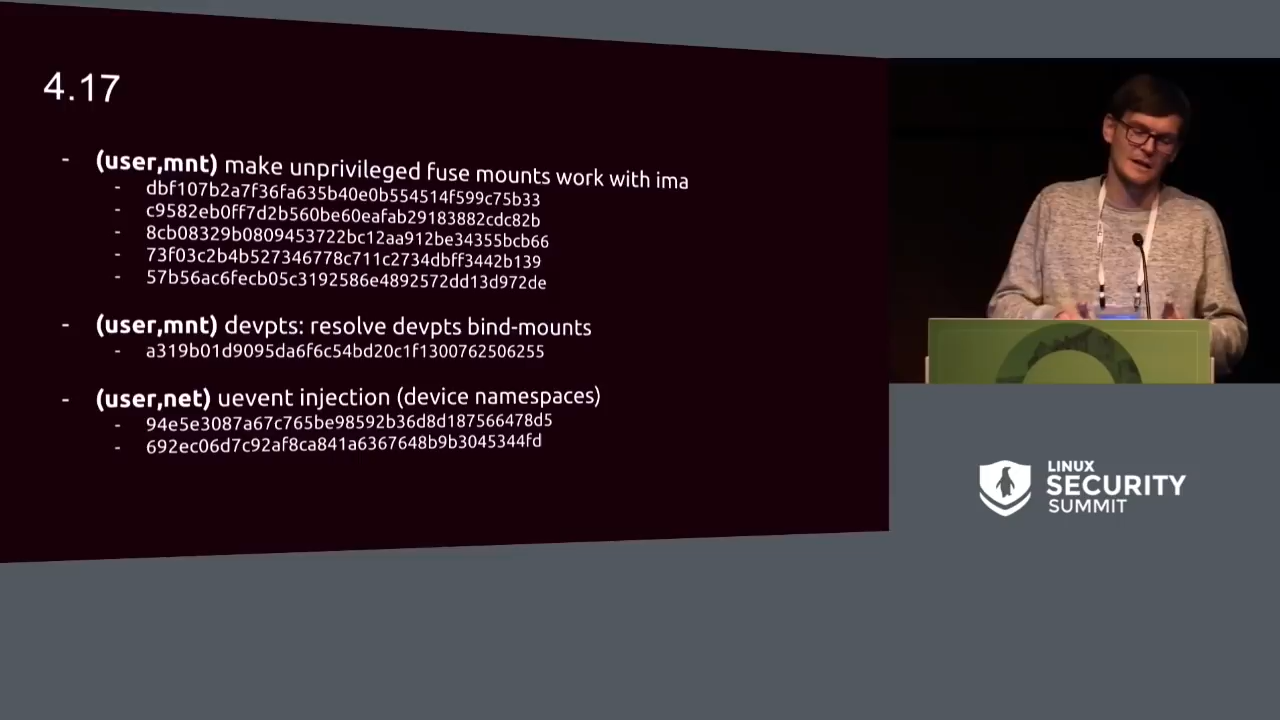 4.17
- (user,mnt) make unprivileged fuse mounts work with ima
- dbf107b2a7f36fa635b40e0b554514f599c75b33
- c9582eb0ff7d2b560be60eafab29183882cdc82b
- 8cb08329b0809453722bc12aa912be34355bcb66
- 73f03c2b4b527346778c711c2734dbff3442b139
- 57b56ac6fecb05c3192586e4892572dd13d972de
- (user,mnt) devpts: resolve devpts bind-mounts
- a319b01d9095da6f6c54bd20c1f1300762506255
- (user,net) uevent injection (device namespaces)
- 94e5e3087a67c765be98592b36d8d187566478d5
- 692ec06d7c92af8ca841a6367648b9b3045344fd
LINUX
SECURITY
SUMMIT